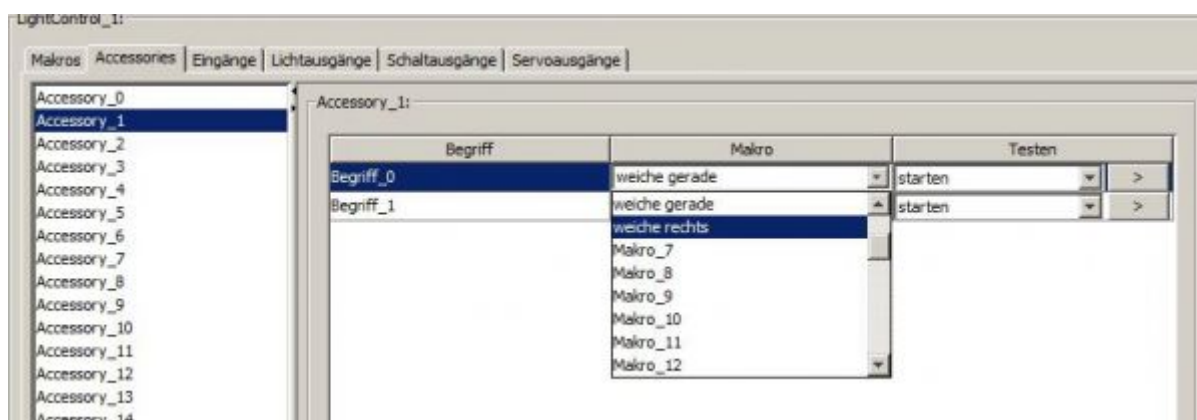 LightControl_1:
Makros Accessories Eingänge Lichtausgänge Schaltausgänge Servoausgänge
Accessory_0
Accessory_1
Accessory_2
Accessory_3
Accessory_4
Accessory_5
Accessory_6
Accessory_7
Accessory_8
Accessory_9
Accessory_10
Accessory_11
Accessory_12
Accessory_13
Accessory_14
Accessory_1:
Begriff Makro Testen
Begriff_0 weiche gerade starten >
Begriff_1 weiche gerade starten >
weiche rechts
Makro_7
Makro_8
Makro_9
Makro_10
Makro_11
Makro_12